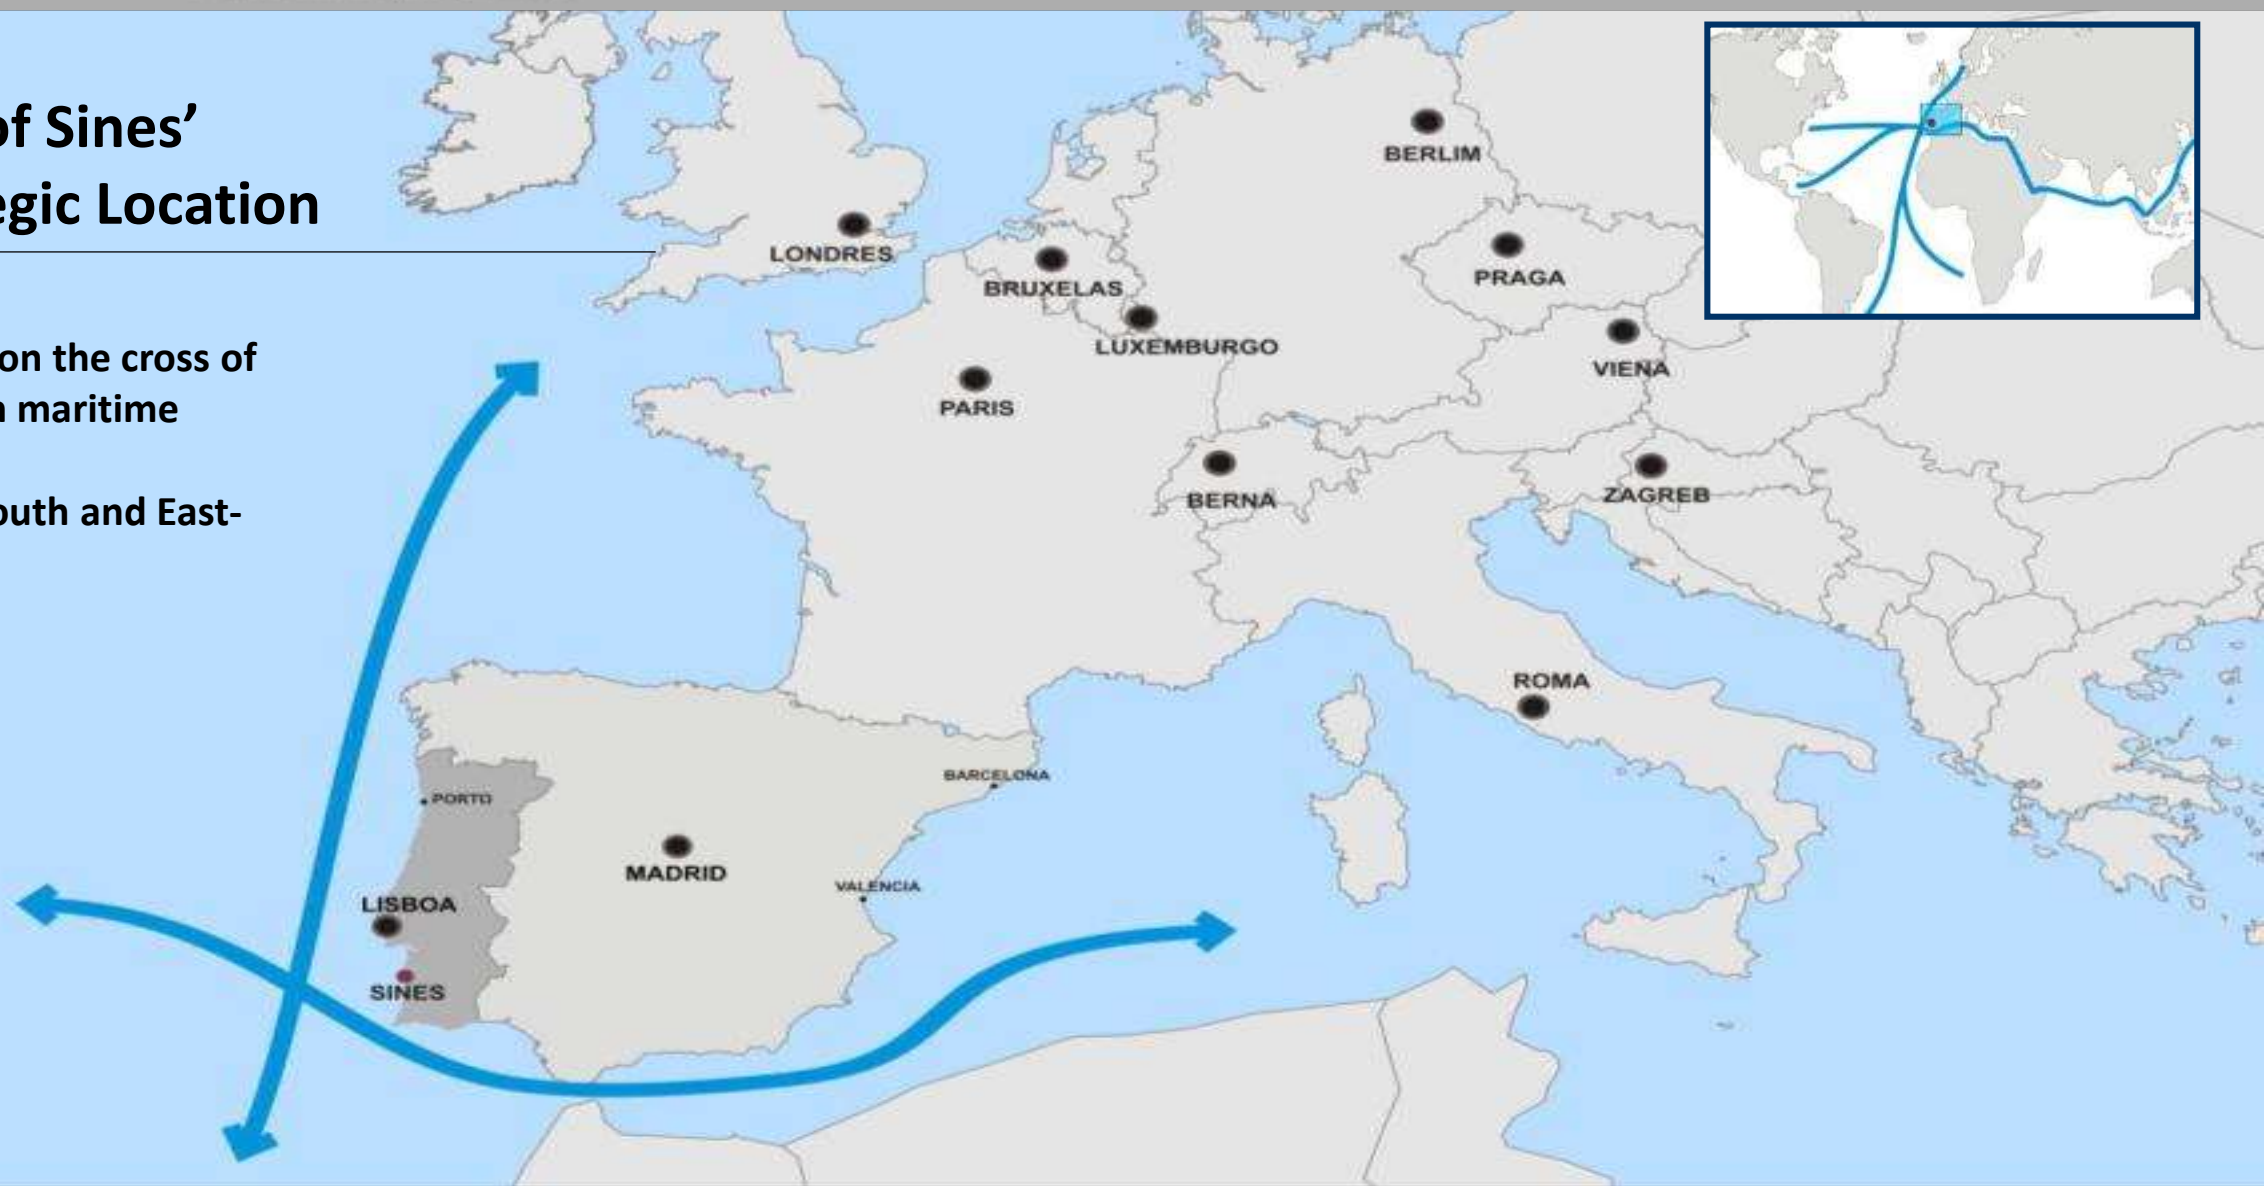 of Sines’
egic Location
on the cross of
maritime
outh and East-
BERLIM
LONDRES
PRAGA
BRUXELAS
LUXEMBURGO
VIENA
PARIS
BERNA
ZAGREB
ROMA
BARCELONA
PORTO
MADRID
VALENCIA
LISBOA
SINES